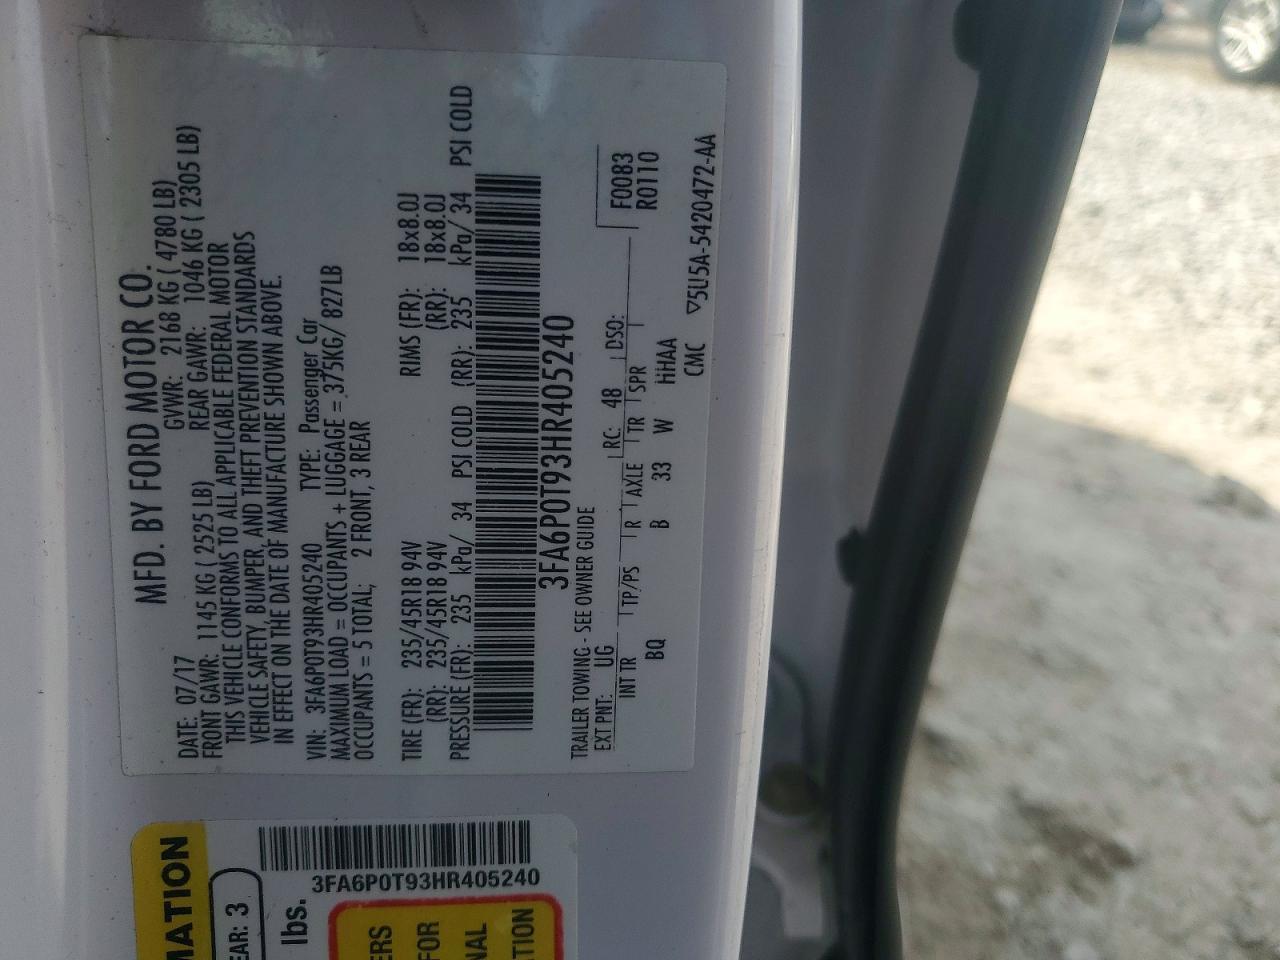 MFD. BY FORD MOTOR CO.
DATE: 07/17 GVWR: 2168 KG ( 4780 LB)
FRONT GAWR: 1145 KG ( 2525 LB) REAR GAWR: 1046 KG ( 2305 LB)
THIS VEHICLE CONFORMS TO ALL APPLICABLE FEDERAL MOTOR
VEHICLE SAFETY, BUMPER, AND THEFT PREVENTION STANDARDS
IN EFFECT ON THE DATE OF MANUFACTURE SHOWN ABOVE.
VIN: 3FA6P0T93HR405240 TYPE: Passenger Car
MAXIMUM LOAD = OCCUPANTS + LUGGAGE = 375KG/ 827LB
OCCUPANTS = 5 TOTAL; 2 FRONT, 3 REAR
TIRE (FR): 235/45R18 94V RIMS (FR): 18x8.0J
(RR): 235/45R18 94V (RR): 18x8.0J
PRESSURE (FR): 235 kPa/ 34 PSI COLD (RR): 235 kPa/ 34 PSI COLD
3FA6P0T93HR405240
TRAILER TOWING - SEE OWNER GUIDE
EXT PNT: UG RC: 48 DSO:
F0083
R0110
INT TR TP/PS R AXLE TR SPR
BQ B 33 W HHAA
CMC
▽5U5A-5420472-AA
MATION
EAR: 3
3FA6P0T93HR405240
lbs.
ERS
FOR
NAL
TION